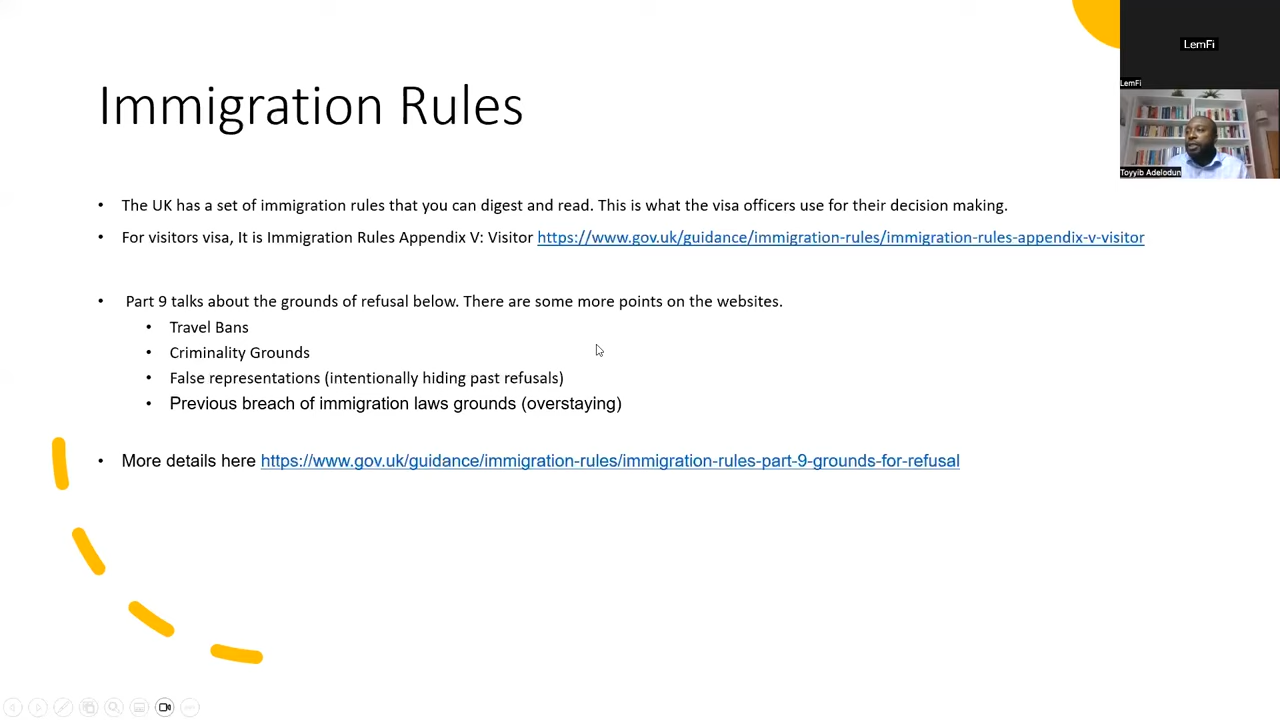 LemFi
LemFi
Toyyib Adelodun
Immigration Rules
• The UK has a set of immigration rules that you can digest and read. This is what the visa officers use for their decision making.
• For visitors visa, It is Immigration Rules Appendix V: Visitor https://www.gov.uk/guidance/immigration-rules/immigration-rules-appendix-v-visitor
• Part 9 talks about the grounds of refusal below. There are some more points on the websites.
• Travel Bans
• Criminality Grounds
• False representations (intentionally hiding past refusals)
• Previous breach of immigration laws grounds (overstaying)
• More details here https://www.gov.uk/guidance/immigration-rules/immigration-rules-part-9-grounds-for-refusal